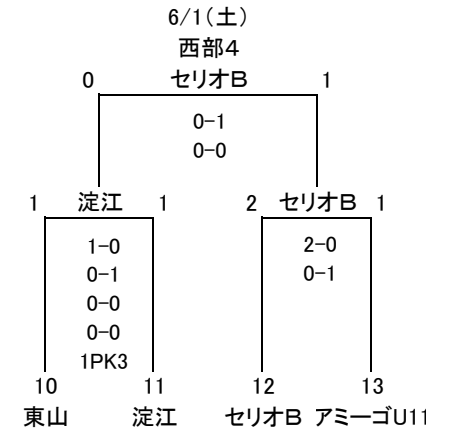 6/1(土)
西部4
0 セリオB 1
0-1
0-0
1 淀江 1 2 セリオB 1
1-0 2-0
0-1 0-1
0-0
0-0
1PK3
10 11 12 13
東山 淀江 セリオB アミーゴU11